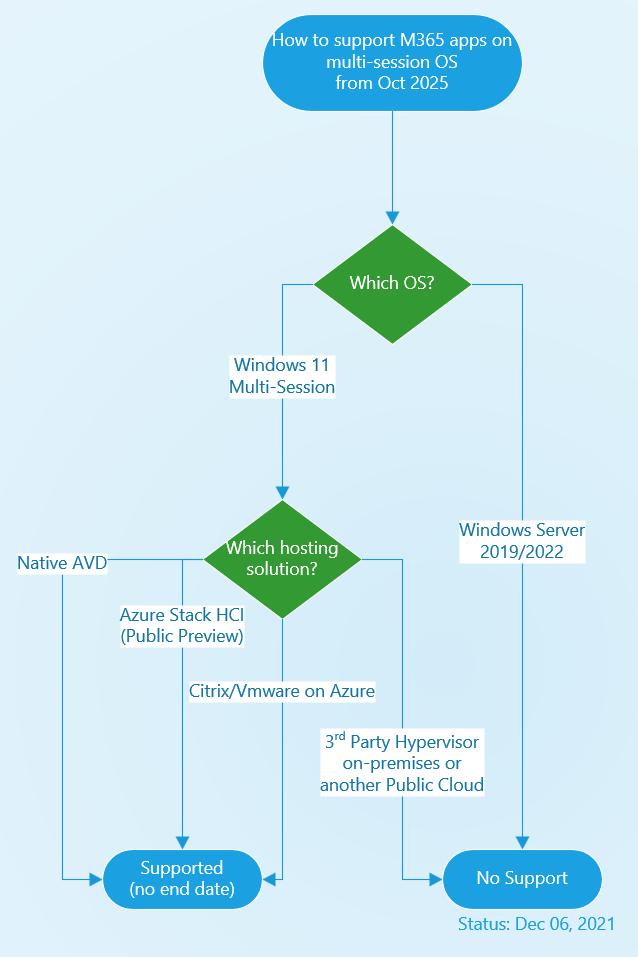 How to support M365 apps on
multi-session OS
from Oct 2025
Which OS?
Windows 11
Multi-Session
Windows Server
2019/2022
Which hosting
solution?
Native AVD
Azure Stack HCI
(Public Preview)
Citrix/Vmware on Azure
3rd Party Hypervisor
on-premises or
another Public Cloud
Supported
(no end date)
No Support
Status: Dec 06, 2021